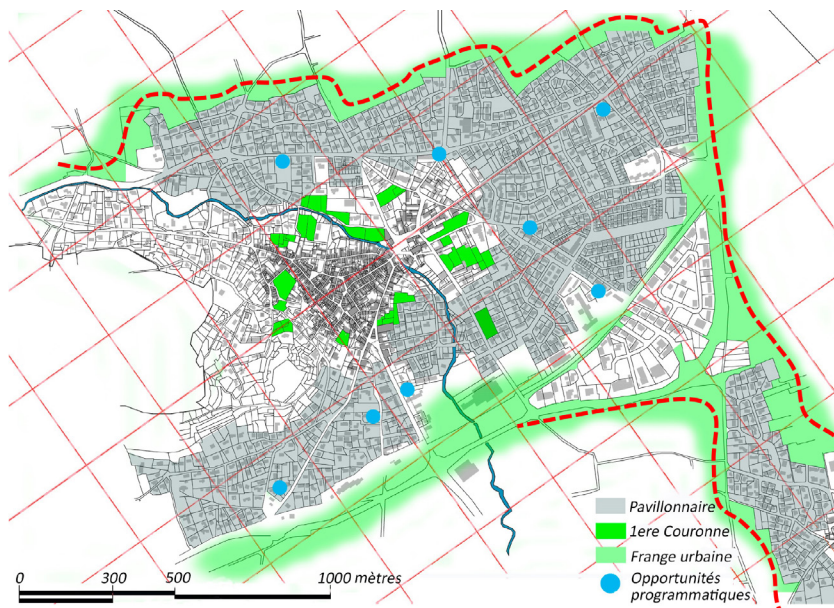 Pavillonnaire
1ere Couronne
Frange urbaine
Opportunités
programmatiques
0 300 500 1000 mètres